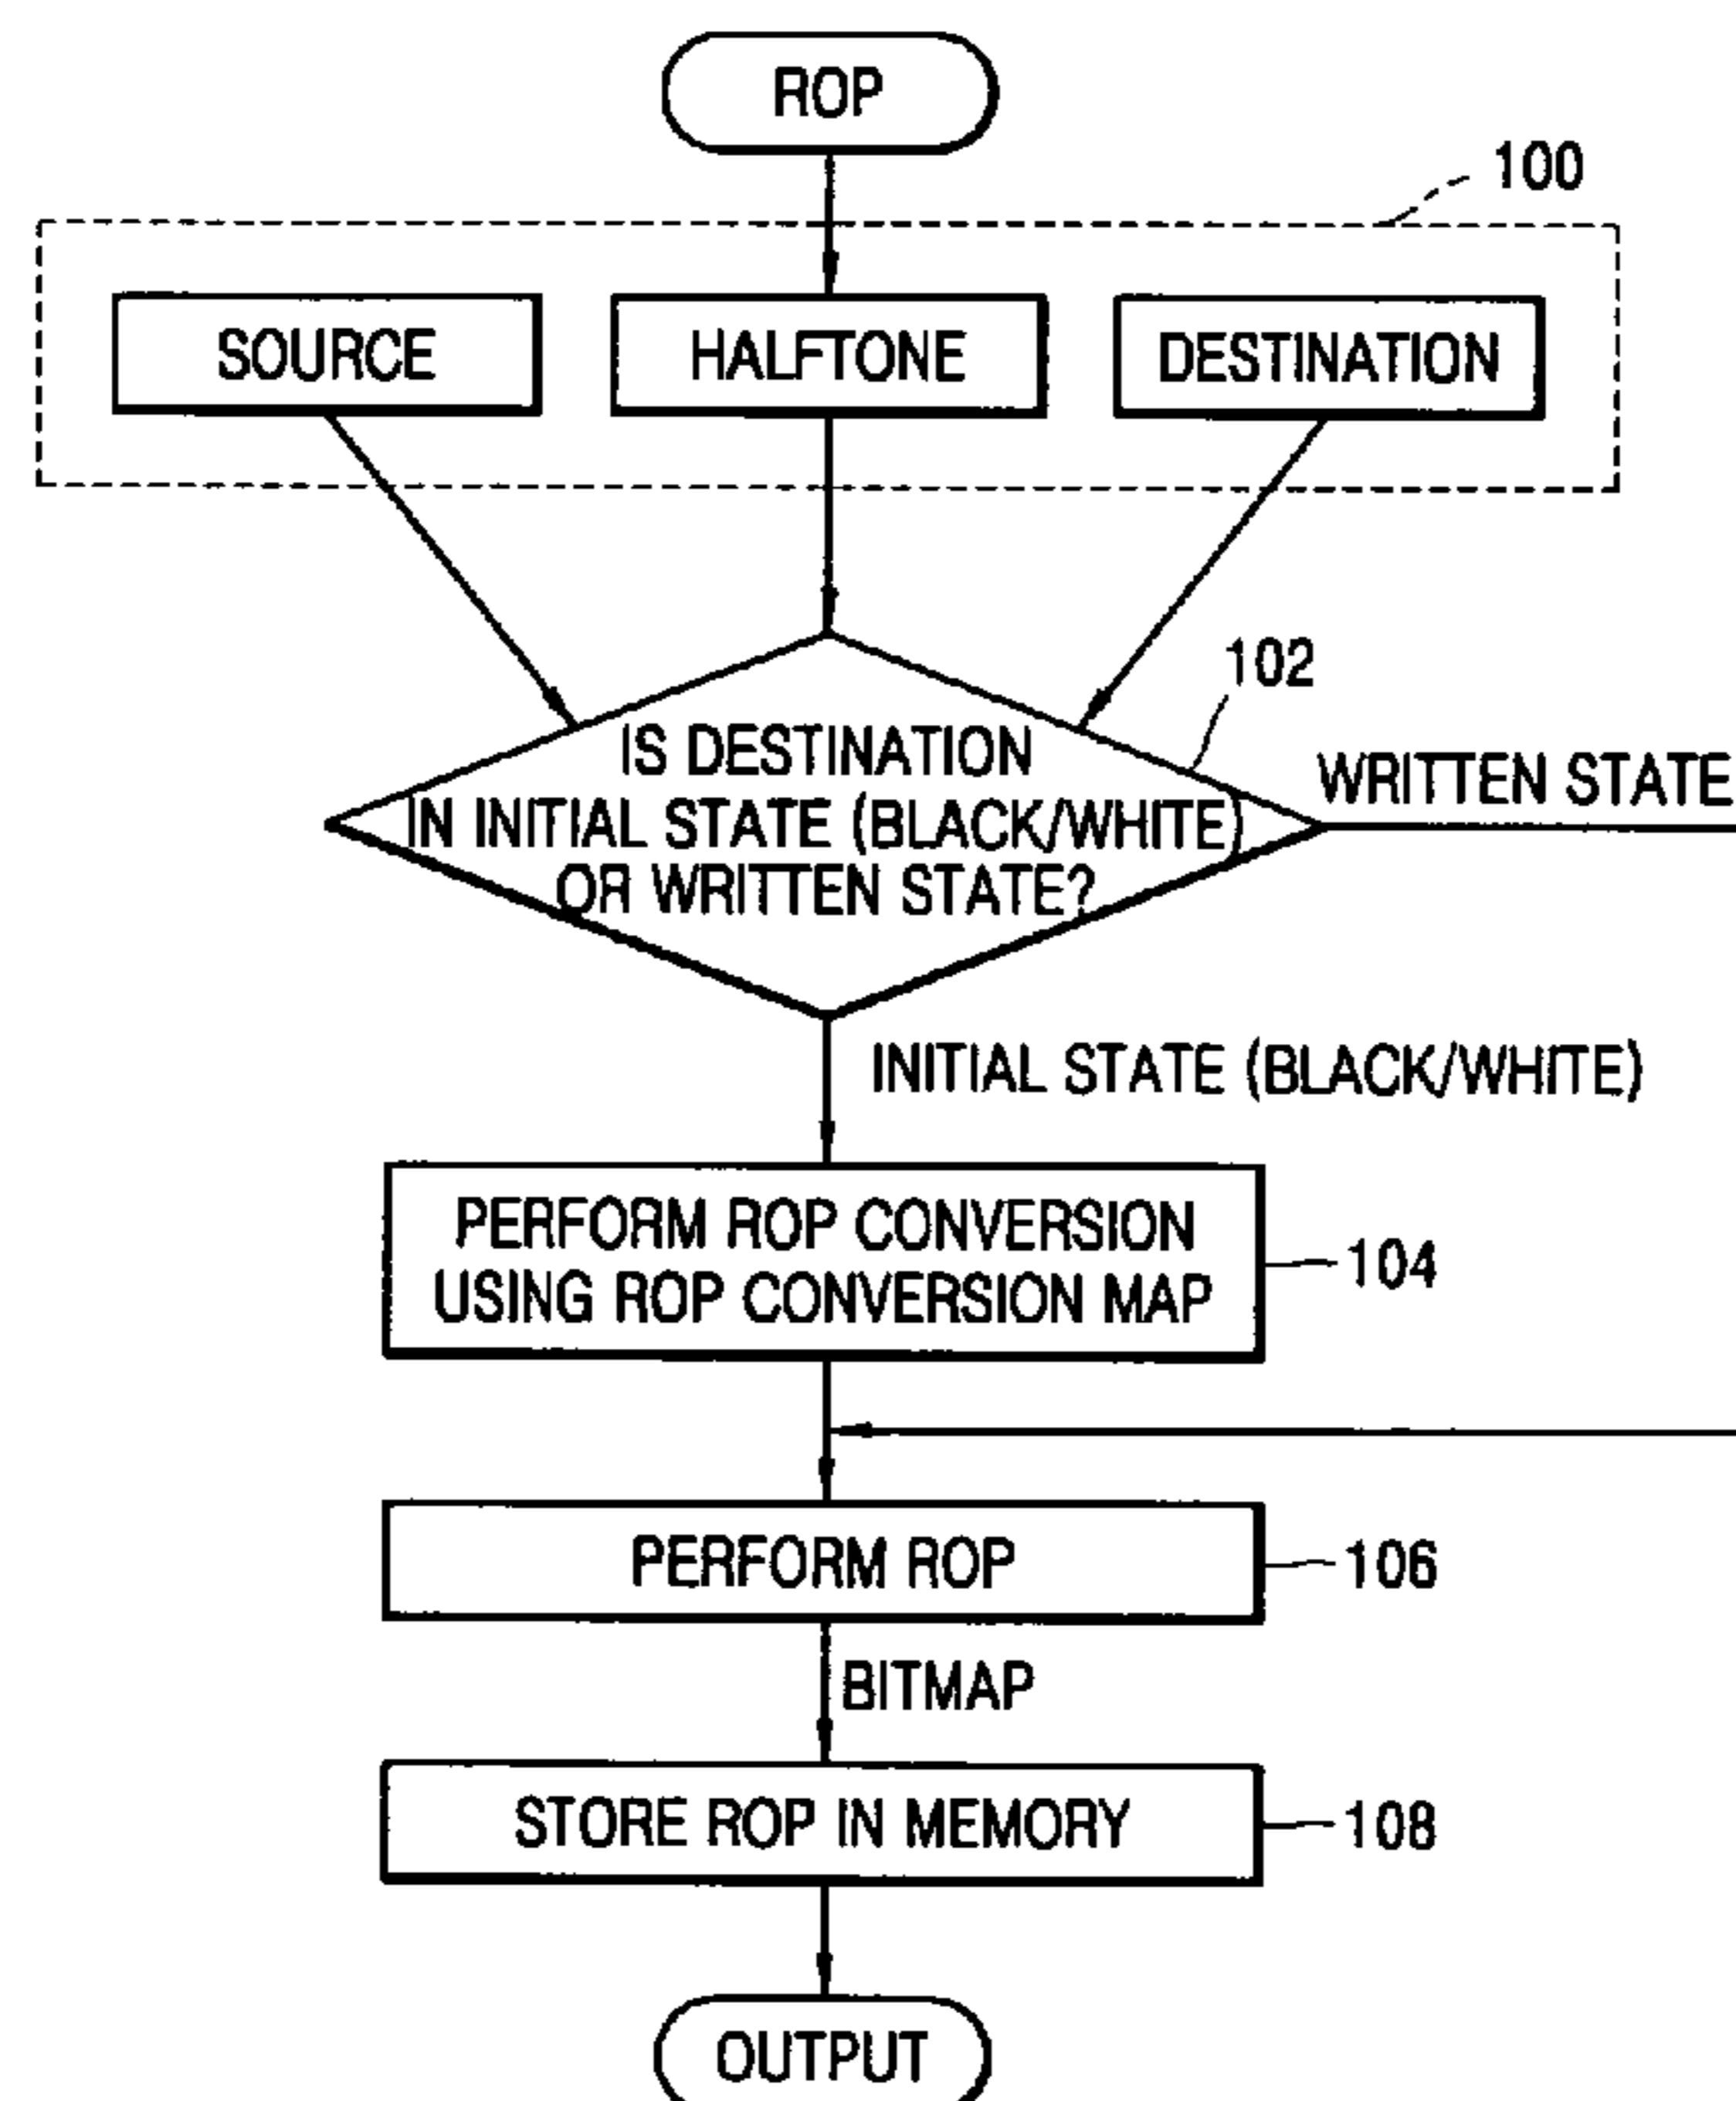 ROP
100
SOURCE
HALFTONE
DESTINATION
102
IS DESTINATION
IN INITIAL STATE (BLACK/WHITE)
OR WRITTEN STATE?
WRITTEN STATE
INITIAL STATE (BLACK/WHITE)
PERFORM ROP CONVERSION
USING ROP CONVERSION MAP
104
PERFORM ROP
106
BITMAP
STORE ROP IN MEMORY
108
OUTPUT